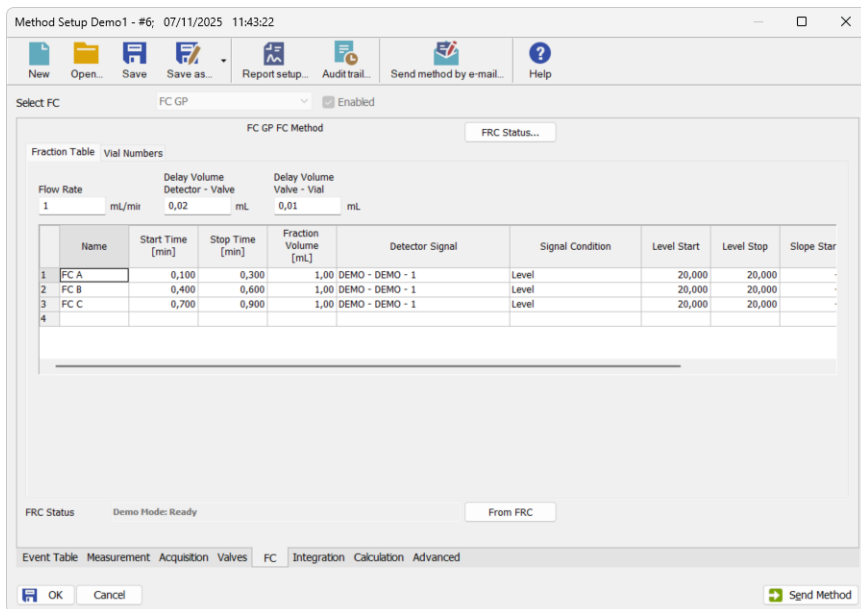 Method Setup Demo1 - #6; 07/11/2025 11:43:22
New Open... Save Save as... Report setup... Audit trail... Send method by e-mail... Help
Select FC FC GP Enabled
FC GP FC Method FRC Status...
Fraction Table Vial Numbers
Flow Rate Delay Volume Detector - Valve Delay Volume Valve - Vial
1 mL/min 0,02 mL 0,01 mL
Name Start Time [min] Stop Time [min] Fraction Volume [mL] Detector Signal Signal Condition Level Start Level Stop Slope Star
1 FC A 0,100 0,300 1,00 DEMO - DEMO - 1 Level 20,000 20,000 -
2 FC B 0,400 0,600 1,00 DEMO - DEMO - 1 Level 20,000 20,000 -
3 FC C 0,700 0,900 1,00 DEMO - DEMO - 1 Level 20,000 20,000 -
4
FRC Status Demo Mode: Ready From FRC
Event Table Measurement Acquisition Valves FC Integration Calculation Advanced
OK Cancel Send Method